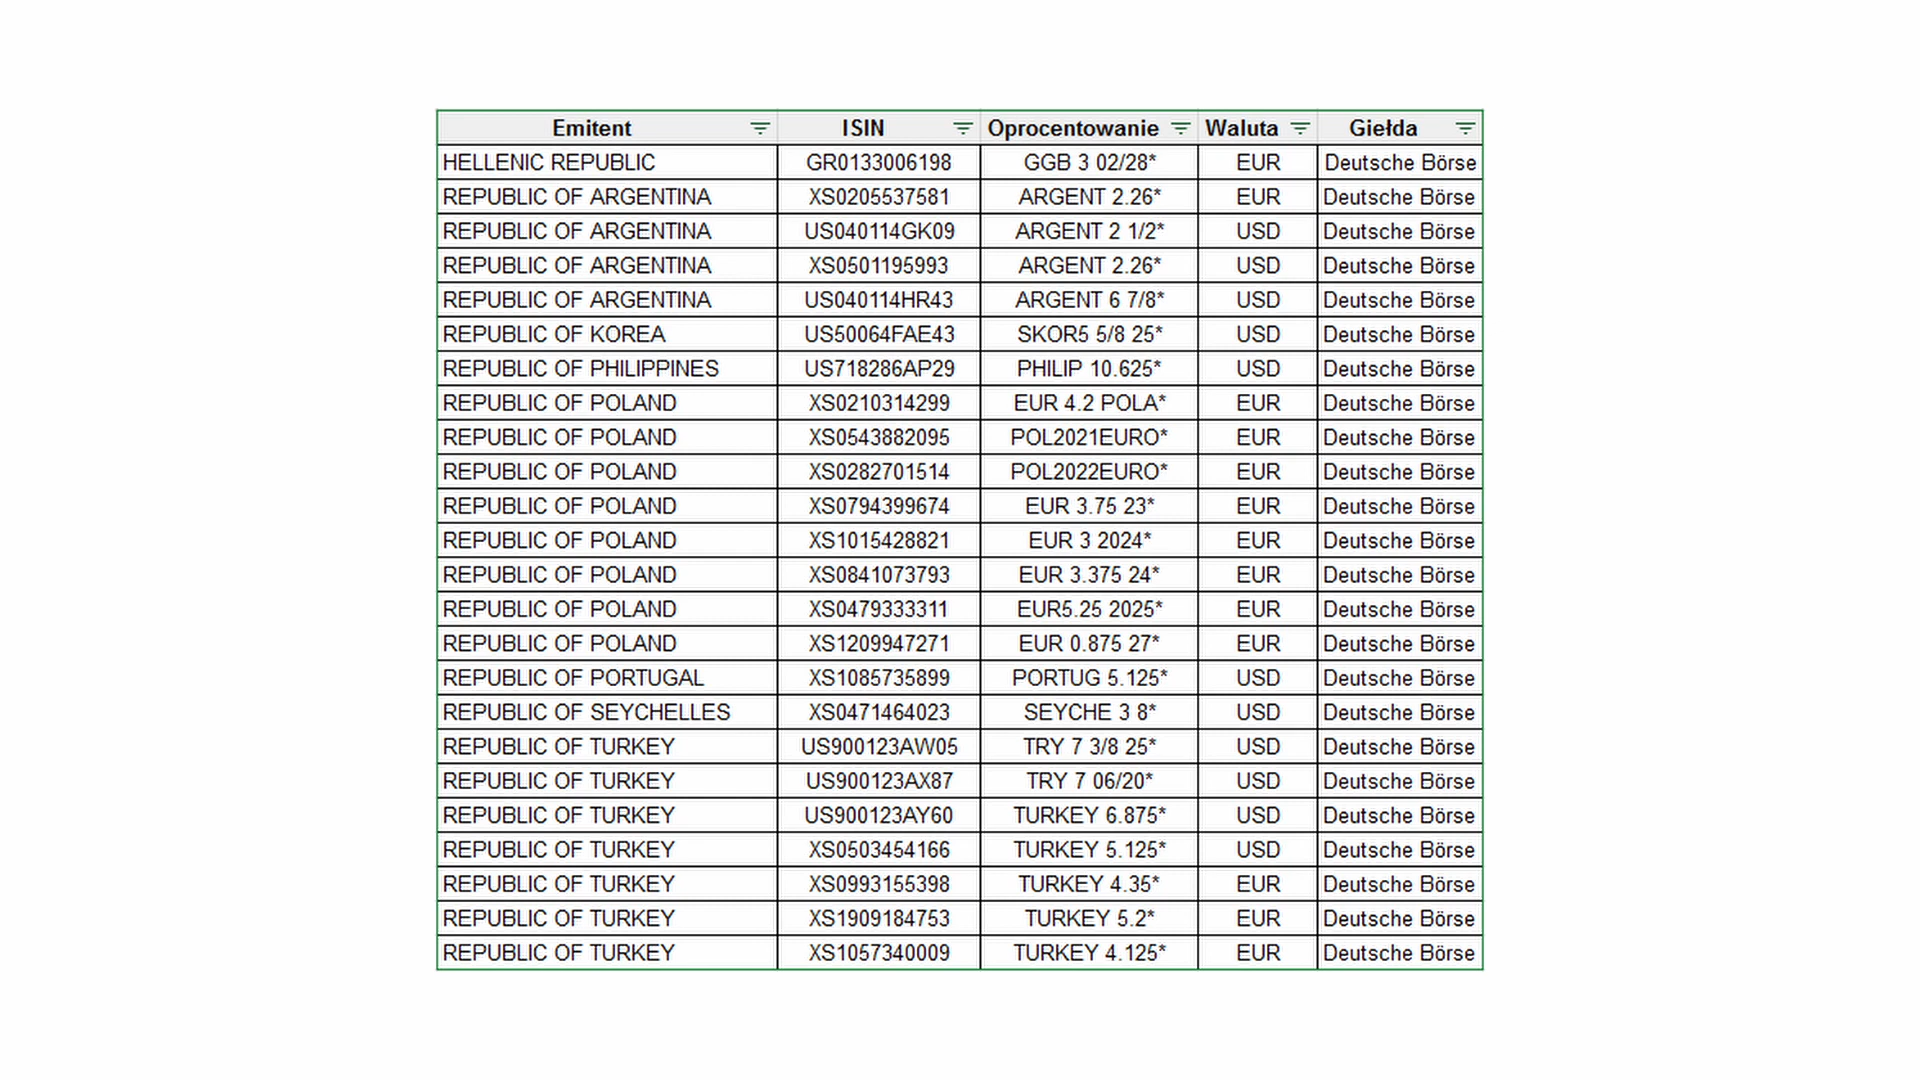 Emitent ISIN Oprocentowanie Waluta Giełda
HELLENIC REPUBLIC GR0133006198 GGB 3 02/28* EUR Deutsche Börse
REPUBLIC OF ARGENTINA XS0205537581 ARGENT 2.26* EUR Deutsche Börse
REPUBLIC OF ARGENTINA US040114GK09 ARGENT 2 1/2* USD Deutsche Börse
REPUBLIC OF ARGENTINA XS0501195993 ARGENT 2.26* USD Deutsche Börse
REPUBLIC OF ARGENTINA US040114HR43 ARGENT 6 7/8* USD Deutsche Börse
REPUBLIC OF KOREA US50064FAE43 SKOR5 5/8 25* USD Deutsche Börse
REPUBLIC OF PHILIPPINES US718286AP29 PHILIP 10.625* USD Deutsche Börse
REPUBLIC OF POLAND XS0210314299 EUR 4.2 POLA* EUR Deutsche Börse
REPUBLIC OF POLAND XS0543882095 POL2021EURO* EUR Deutsche Börse
REPUBLIC OF POLAND XS0282701514 POL2022EURO* EUR Deutsche Börse
REPUBLIC OF POLAND XS0794399674 EUR 3.75 23* EUR Deutsche Börse
REPUBLIC OF POLAND XS1015428821 EUR 3 2024* EUR Deutsche Börse
REPUBLIC OF POLAND XS0841073793 EUR 3.375 24* EUR Deutsche Börse
REPUBLIC OF POLAND XS0479333311 EUR5.25 2025* EUR Deutsche Börse
REPUBLIC OF POLAND XS1209947271 EUR 0.875 27* EUR Deutsche Börse
REPUBLIC OF PORTUGAL XS1085735899 PORTUG 5.125* USD Deutsche Börse
REPUBLIC OF SEYCHELLES XS0471464023 SEYCHE 3 8* USD Deutsche Börse
REPUBLIC OF TURKEY US900123AW05 TRY 7 3/8 25* USD Deutsche Börse
REPUBLIC OF TURKEY US900123AX87 TRY 7 06/20* USD Deutsche Börse
REPUBLIC OF TURKEY US900123AY60 TURKEY 6.875* USD Deutsche Börse
REPUBLIC OF TURKEY XS0503454166 TURKEY 5.125* USD Deutsche Börse
REPUBLIC OF TURKEY XS0993155398 TURKEY 4.35* EUR Deutsche Börse
REPUBLIC OF TURKEY XS1909184753 TURKEY 5.2* EUR Deutsche Börse
REPUBLIC OF TURKEY XS1057340009 TURKEY 4.125* EUR Deutsche Börse